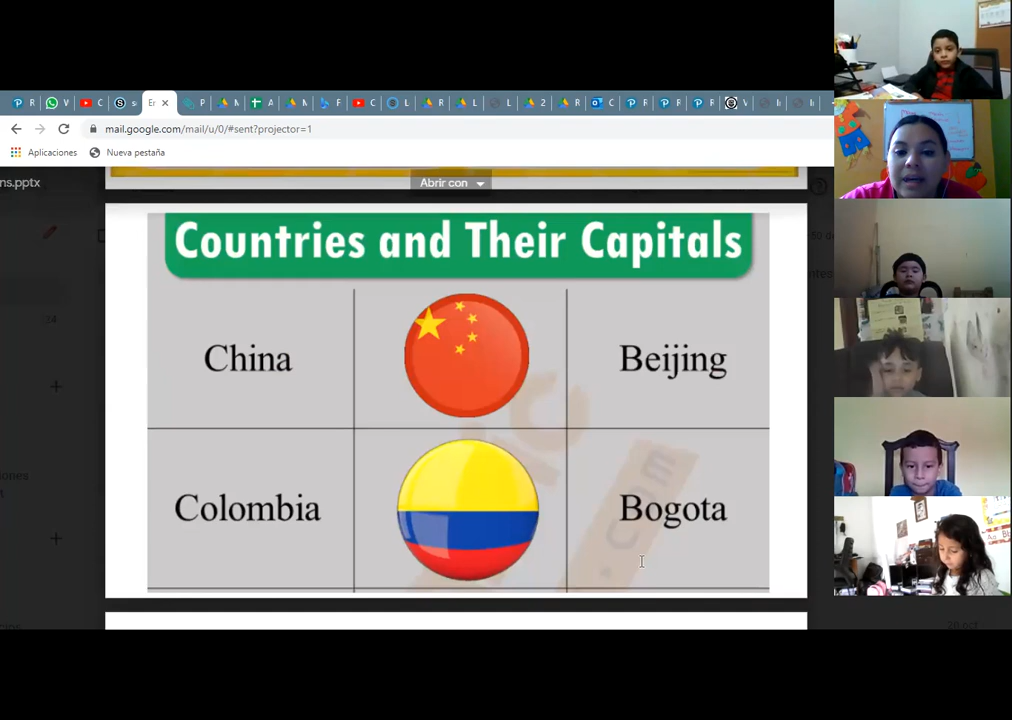 mail.google.com/mail/u/0/#sent?projector=1
Aplicaciones
Nueva pestaña
ns.pptx
Abrir con
Countries and Their Capitals
China
Beijing
Colombia
Bogota